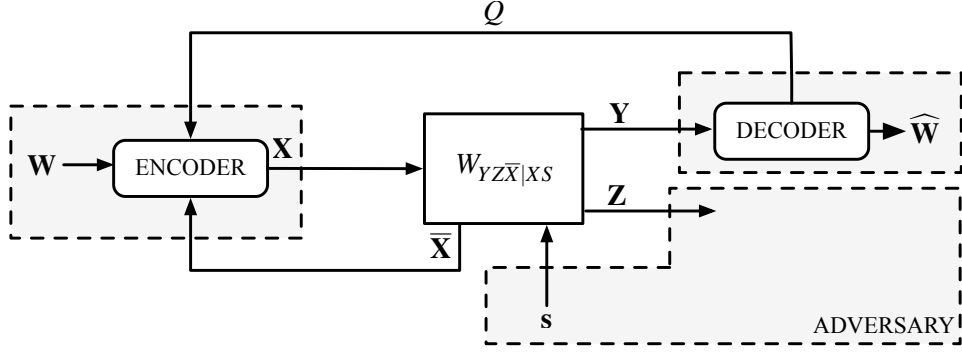 Q
W ENCODER X W_{YZX̅|XS} Y DECODER Ŵ
Z
X̅
s
ADVERSARY